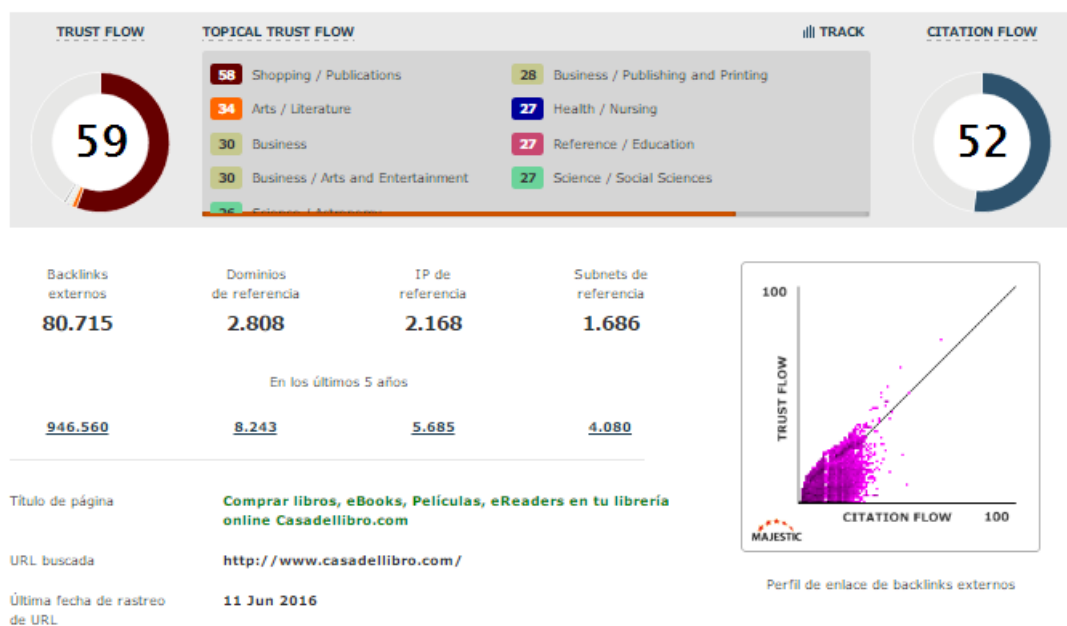 TRUST FLOW
TOPICAL TRUST FLOW
TRACK
CITATION FLOW
59
58 Shopping / Publications
34 Arts / Literature
30 Business
30 Business / Arts and Entertainment
26 Science / Astronomy
28 Business / Publishing and Printing
27 Health / Nursing
27 Reference / Education
27 Science / Social Sciences
52
Backlinks
externos
80.715
Dominios
de referencia
2.808
IP de
referencia
2.168
Subnets de
referencia
1.686
En los últimos 5 años
946.560
8.243
5.685
4.080
Título de página
Comprar libros, eBooks, Películas, eReaders en tu librería
online Casadellibro.com
URL buscada
http://www.casadellibro.com/
Última fecha de rastreo
de URL
11 Jun 2016
100
TRUST FLOW
CITATION FLOW
100
MAJESTIC
Perfil de enlace de backlinks externos